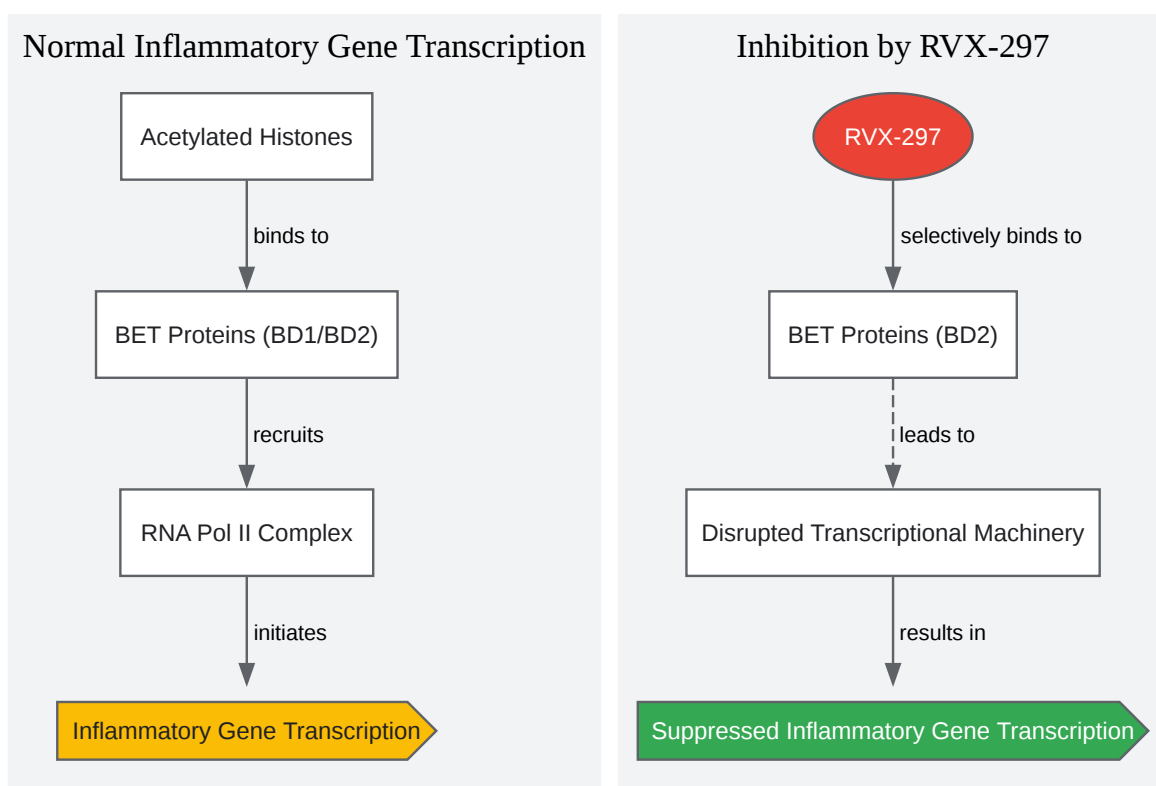 Normal Inflammatory Gene Transcription
Acetylated Histones
binds to
BET Proteins (BD1/BD2)
recruits
RNA Pol II Complex
initiates
Inflammatory Gene Transcription
Inhibition by RVX-297
RVX-297
selectively binds to
BET Proteins (BD2)
leads to
Disrupted Transcriptional Machinery
results in
Suppressed Inflammatory Gene Transcription